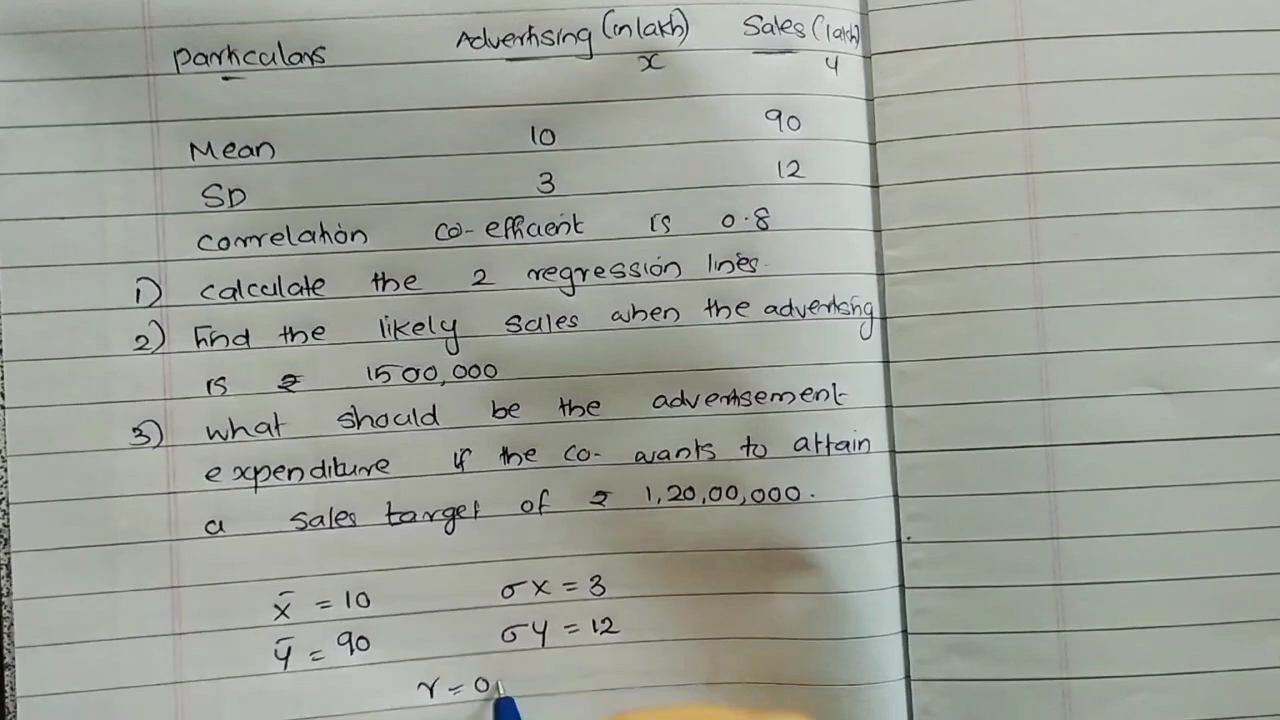 Particulars Advertising (in lakh) Sales (lakh)
x y
Mean 10 90
SD 3 12
correlation co-efficient is 0.8
1) calculate the 2 regression lines.
2) Find the likely sales when the advertising
is ₹ 1500,000
3) what should be the advertisement
expenditure if the co- wants to attain
a sales target of ₹ 1,20,00,000.
x̄ = 10 σx = 3
ȳ = 90 σy = 12
r = 0.